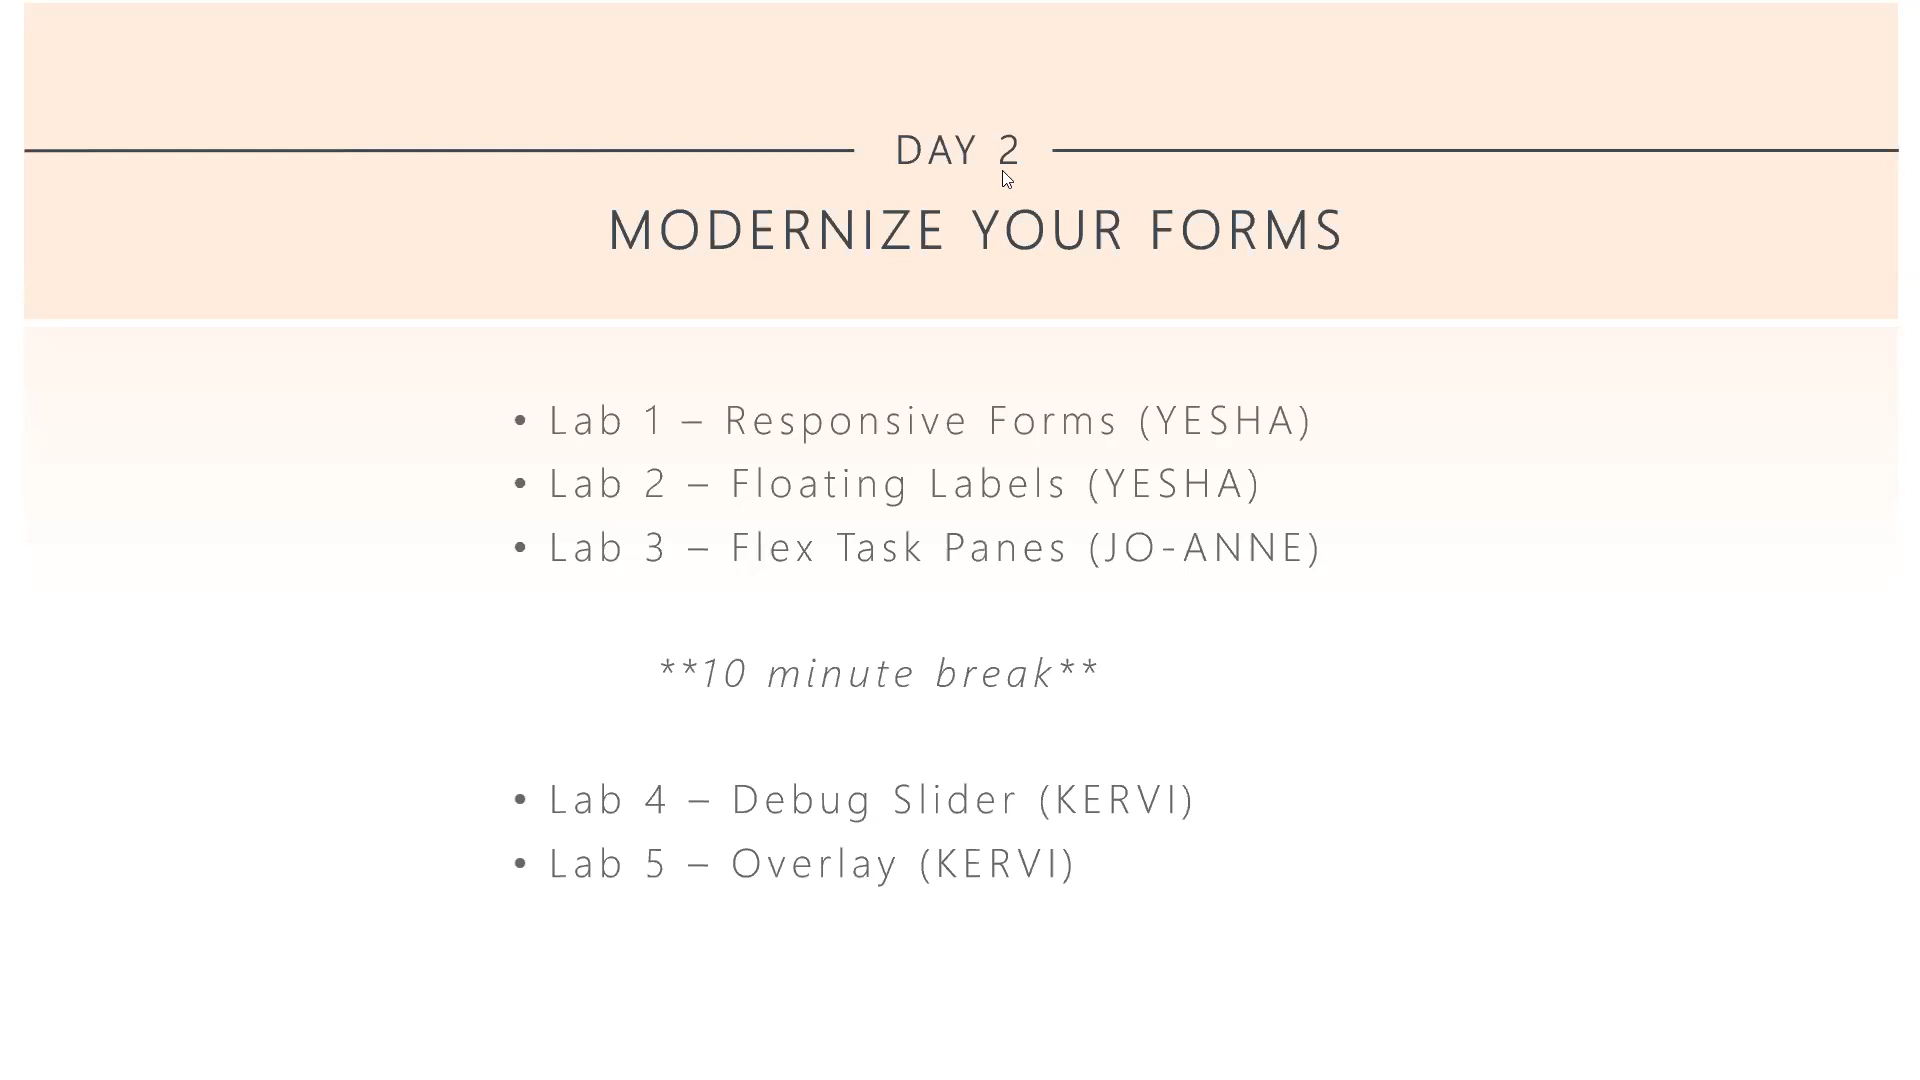 DAY 2
MODERNIZE YOUR FORMS
• Lab 1 – Responsive Forms (YESHA)
• Lab 2 – Floating Labels (YESHA)
• Lab 3 – Flex Task Panes (JO-ANNE)
**10 minute break**
• Lab 4 – Debug Slider (KERVI)
• Lab 5 – Overlay (KERVI)